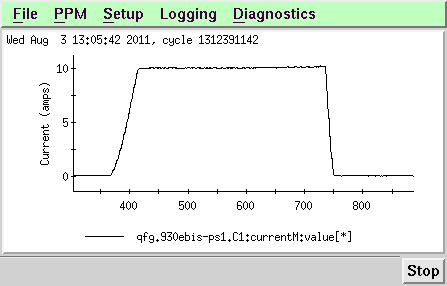 File PPM Setup Logging Diagnostics
Wed Aug 3 13:05:42 2011, cycle 1312391142
Current (amps)
10
5
0
400 500 600 700 800
qfg.930ebis-ps1.C1:currentM:value[*]
Stop